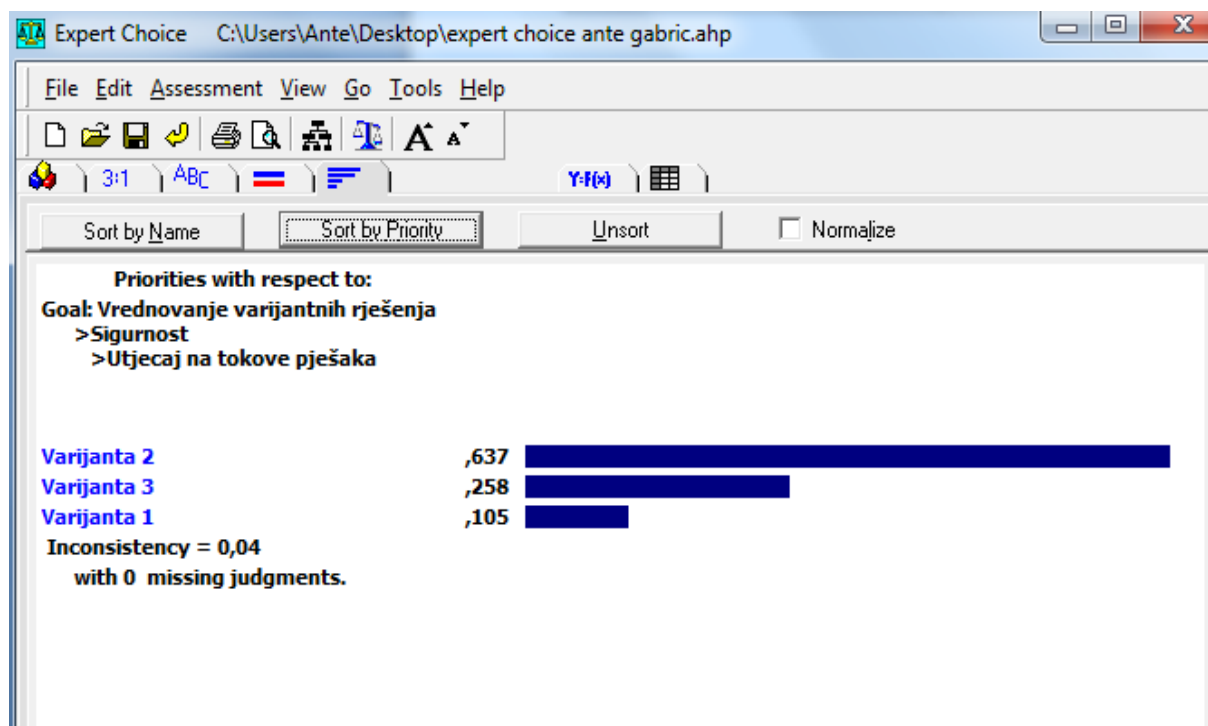 Expert Choice C:\Users\Ante\Desktop\expert choice ante gabric.ahp
File Edit Assessment View Go Tools Help
A A
3:1 ABC Y=F(x)
Sort by Name Sort by Priority Unsort Normalize
Priorities with respect to:
Goal: Vrednovanje varijantnih rješenja
>Sigurnost
>Utjecaj na tokove pješaka
Varijanta 2 ,637
Varijanta 3 ,258
Varijanta 1 ,105
Inconsistency = 0,04
with 0 missing judgments.